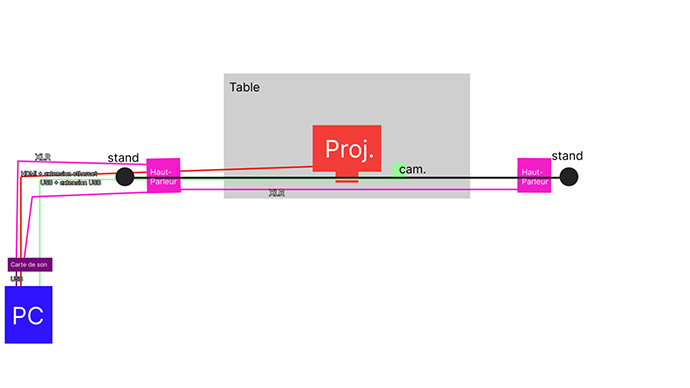 Table
Proj.
cam.
stand
stand
XLR
HDMI + extension ethernet
USB + extension USB
Haut-
Parleur
Haut-
Parleur
XLR
Carte de son
USB
PC